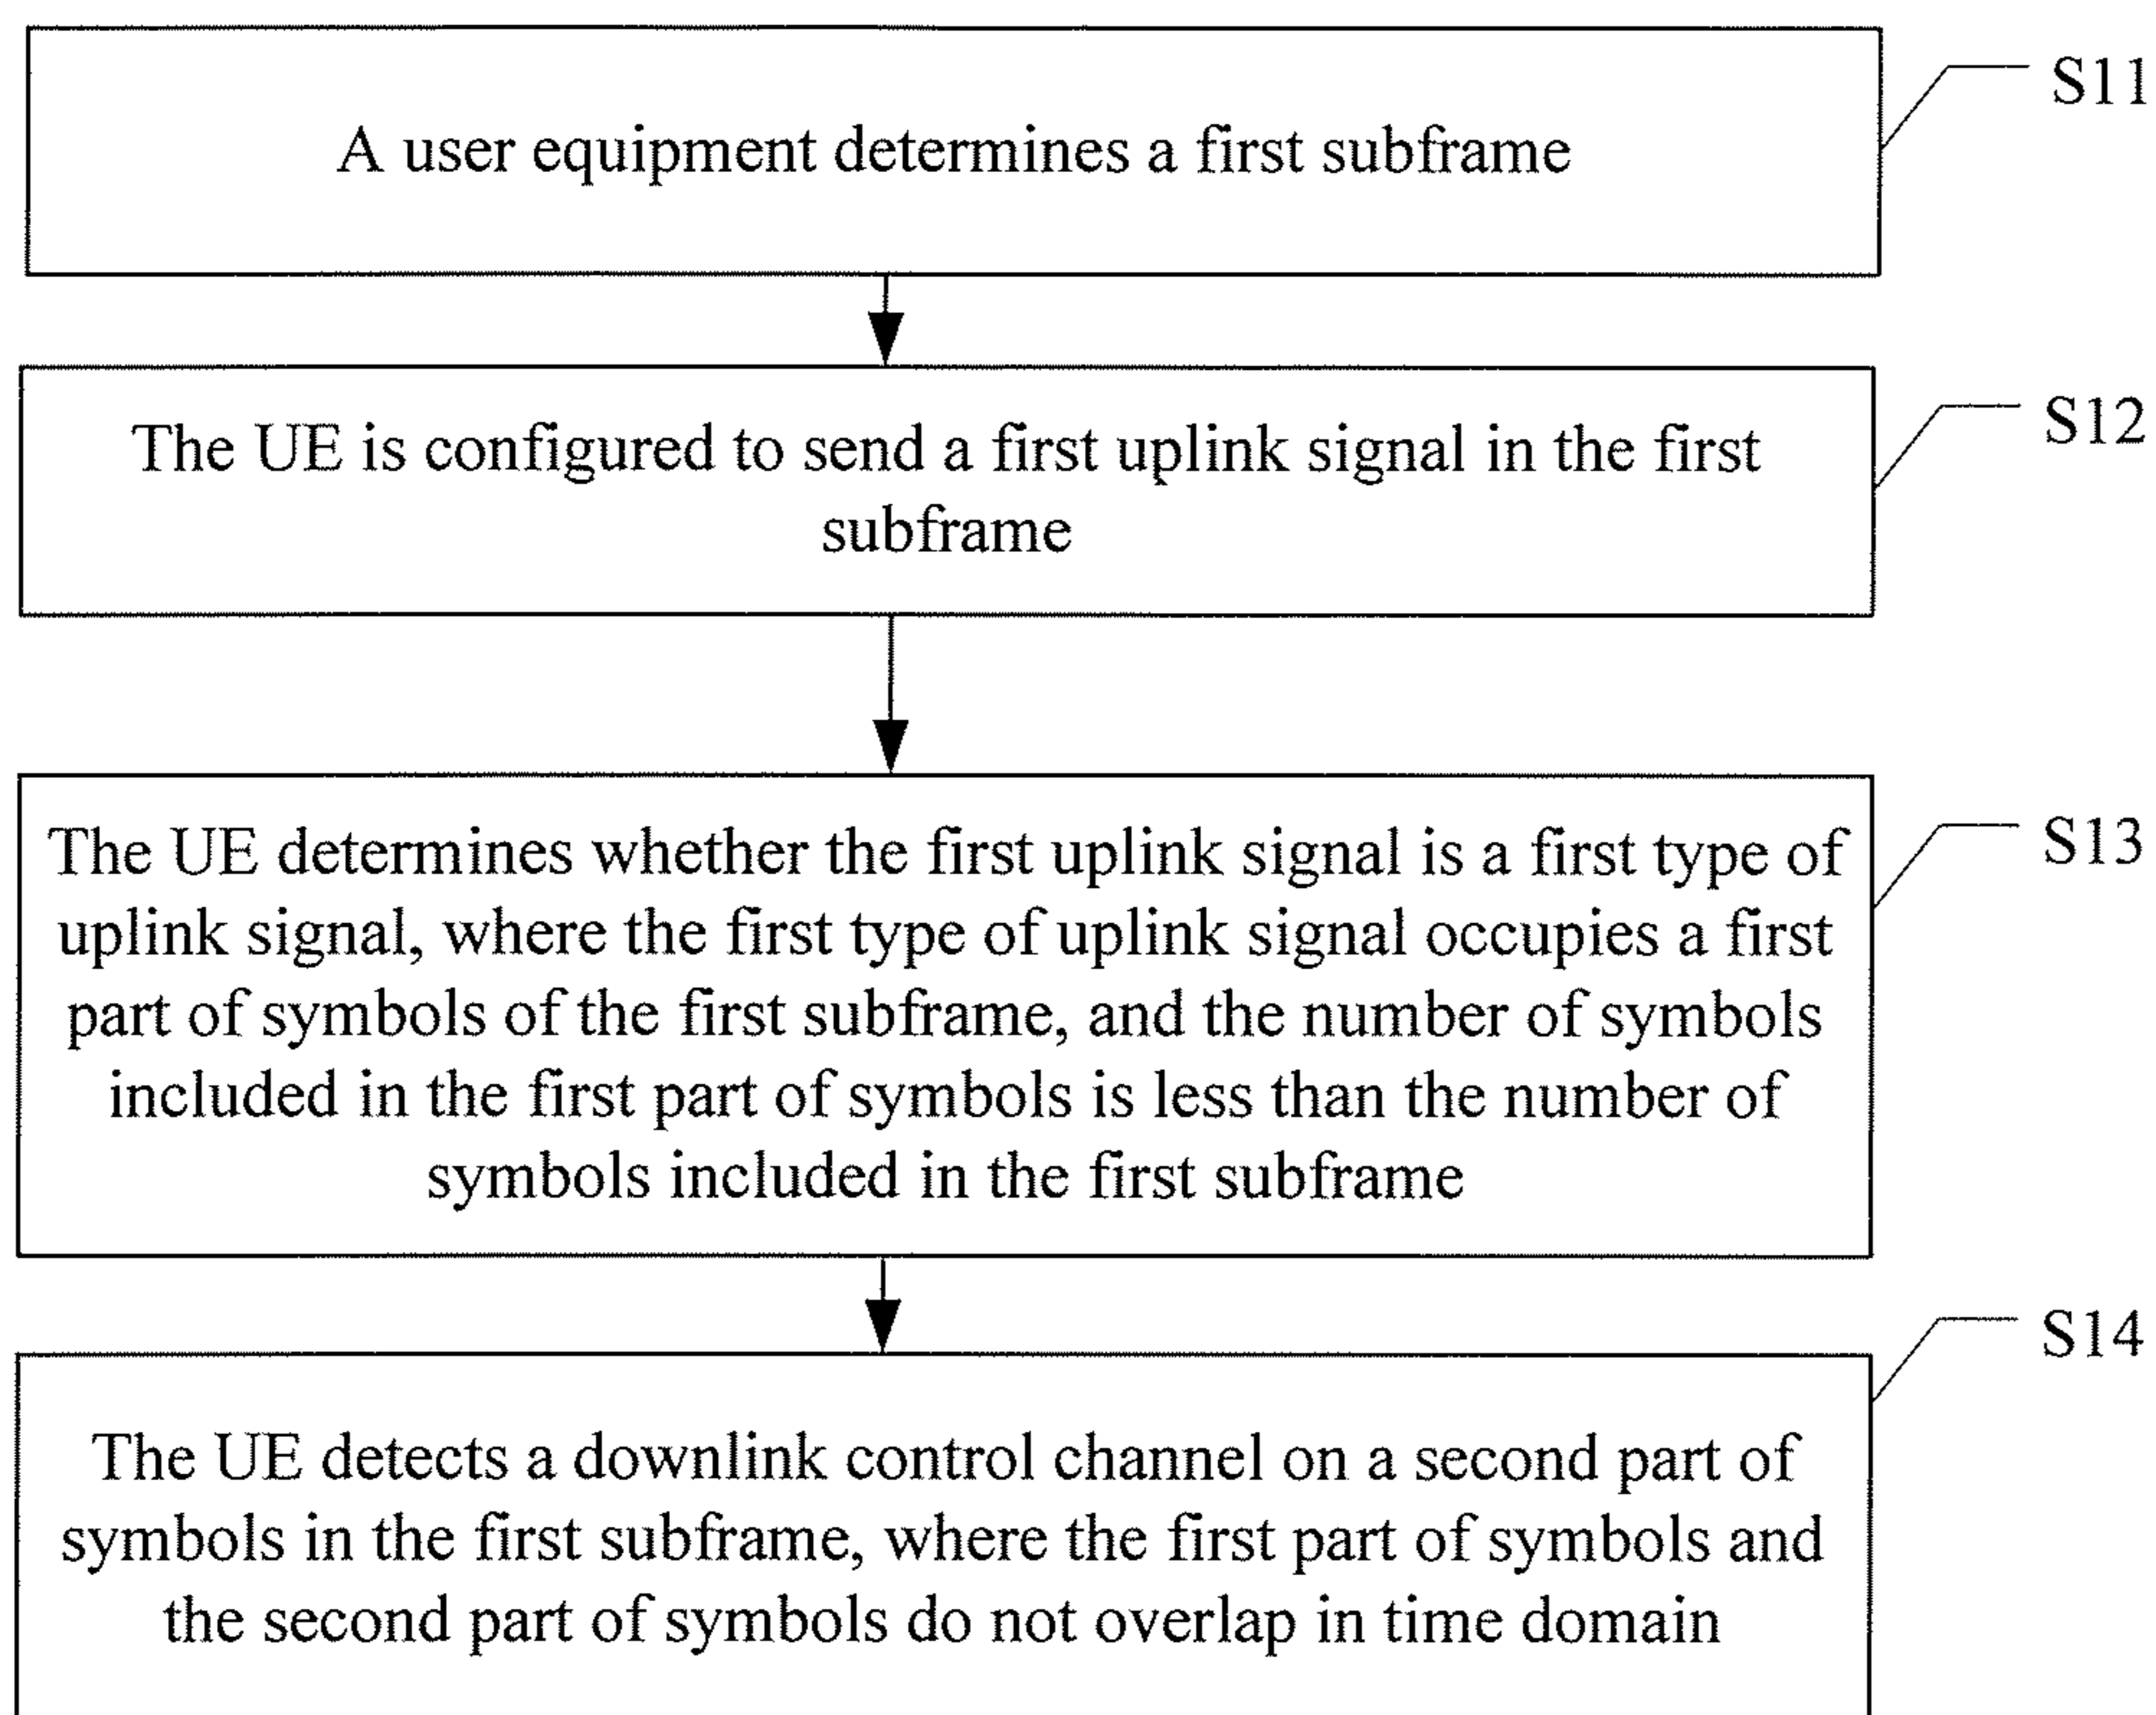 A user equipment determines a first subframe
S11
The UE is configured to send a first uplink signal in the first
subframe
S12
The UE determines whether the first uplink signal is a first type of
uplink signal, where the first type of uplink signal occupies a first
part of symbols of the first subframe, and the number of symbols
included in the first part of symbols is less than the number of
symbols included in the first subframe
S13
The UE detects a downlink control channel on a second part of
symbols in the first subframe, where the first part of symbols and
the second part of symbols do not overlap in time domain
S14